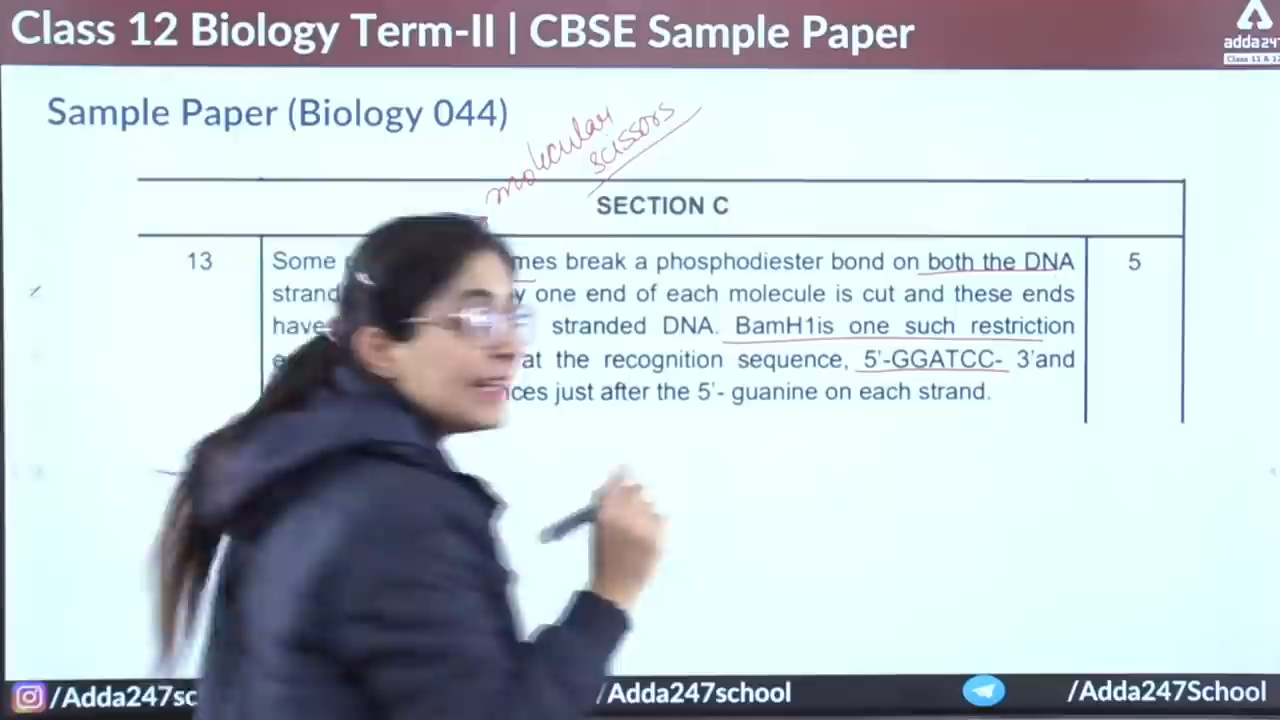 Class 12 Biology Term-II | CBSE Sample Paper
adda247
Class 11 & 12
Sample Paper (Biology 044)
molecular
scissors
SECTION C
13
Some
mes break a phosphodiester bond on both the DNA
5
strand
y one end of each molecule is cut and these ends
have
stranded DNA. BamH1is one such restriction
at the recognition sequence, 5'-GGATCC- 3'and
ces just after the 5'- guanine on each strand.
/Adda247sc
/Adda247school
/Adda247School